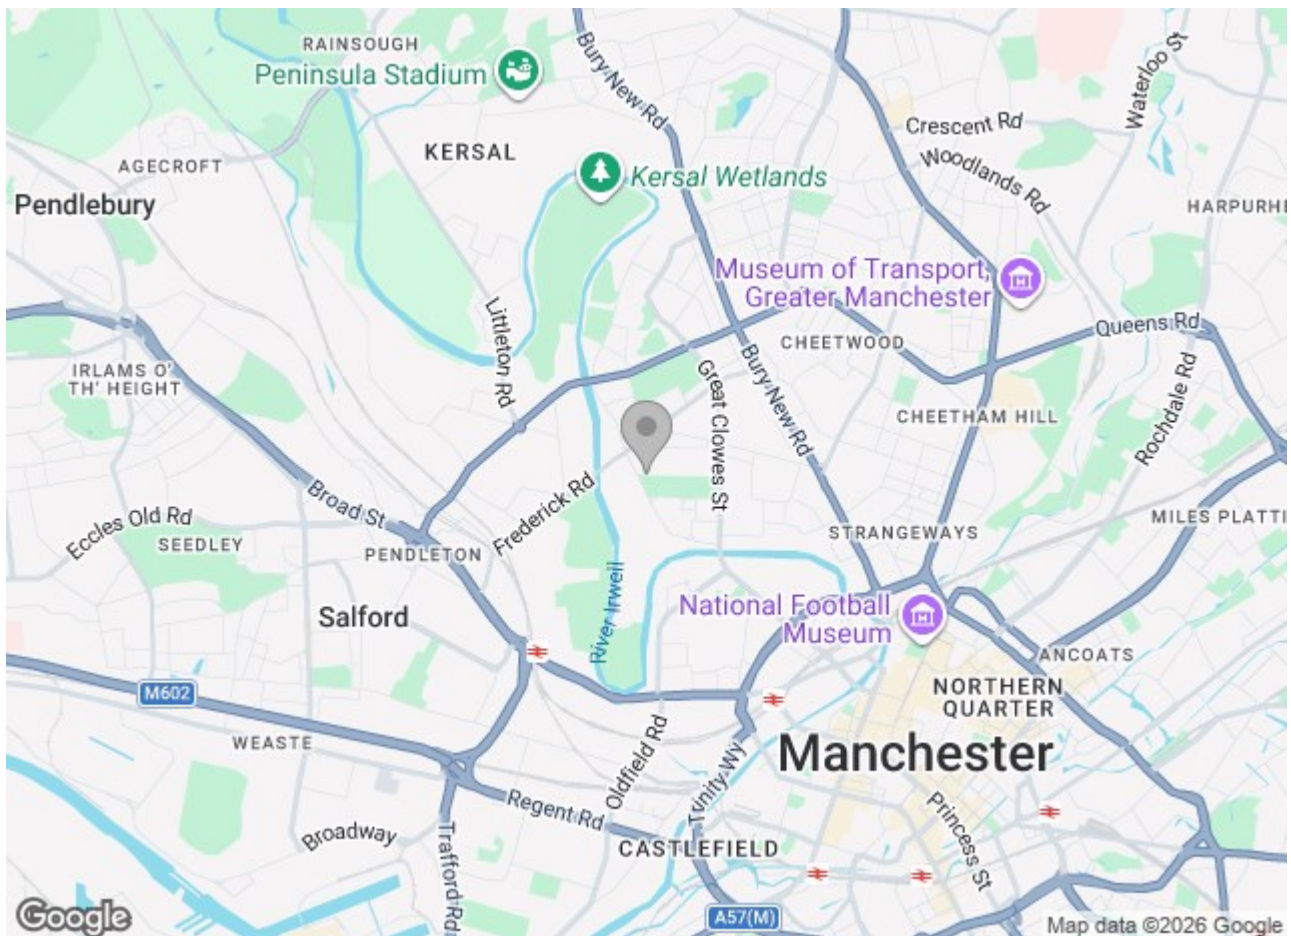 RAINSOUGH
Peninsula Stadium
Bury New Rd
Waterloo St
Crescent Rd
KERSAL
AGECROFT
Woodlands Rd
Kersal Wetlands
Pendlebury
HARPURHE
Museum of Transport,
Greater Manchester
Littleton Rd
Queens Rd
CHEETWOOD
IRLAMS O'
TH' HEIGHT
Great Clowes St
Bury New Rd
Rochdale Rd
CHEETHAM HILL
Broad St
Frederick Rd
Eccles Old Rd
SEEDLEY
PENDLETON
STRANGEWAYS
MILES PLATTI
River Irwell
Salford
National Football
Museum
ANCOATS
M602
NORTHERN
QUARTER
WEASTE
Oldfield Rd
Trinity Wy
Manchester
Regent Rd
Broadway
Trafford Rd
CASTLEFIELD
Princess St
A57(M)
Google
Map data ©2026 Google